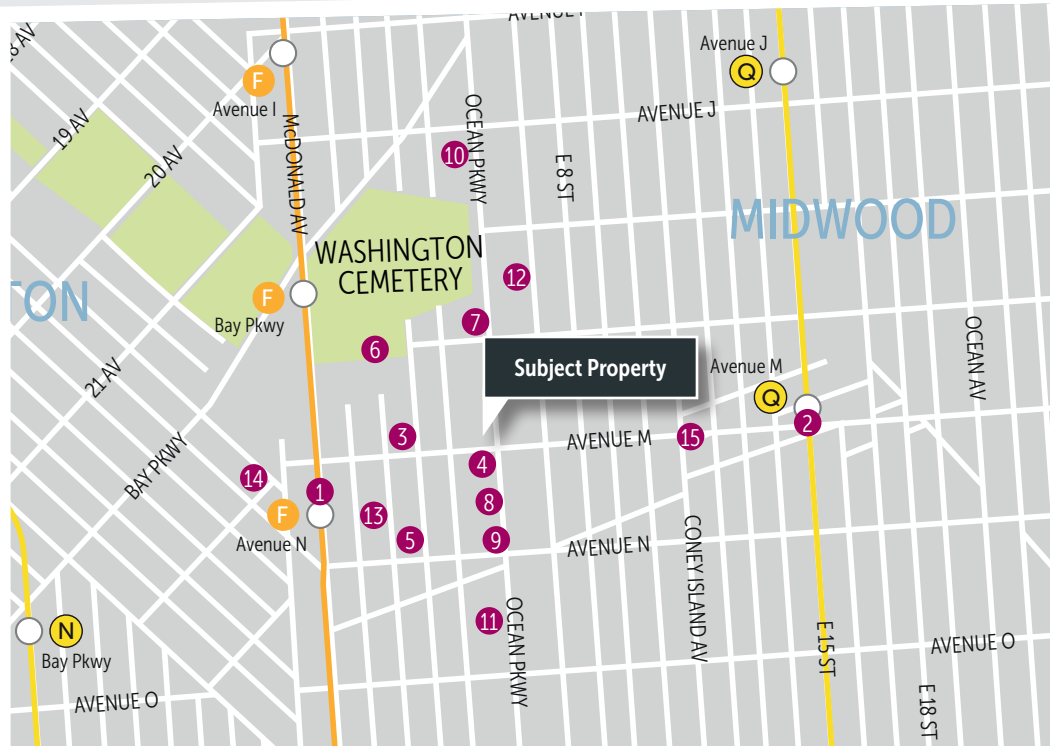 8 AV
AVENUE I
Avenue J
Q
F
Avenue I
19 AV
20 AV
McDONALD AV
OCEAN PKWY
AVENUE J
10
E 8 ST
MIDWOOD
WASHINGTON
CEMETERY
12
TON
F
Bay Pkwy
7
6
21 AV
Subject Property
Avenue M
Q
OCEAN AV
2
3
AVENUE M
15
4
BAY PKWY
14
1
8
F
13
Avenue N
5
9
AVENUE N
CONEY ISLAND AV
11
OCEAN PKWY
N
Bay Pkwy
E 15 ST
AVENUE O
AVENUE O
E 18 ST